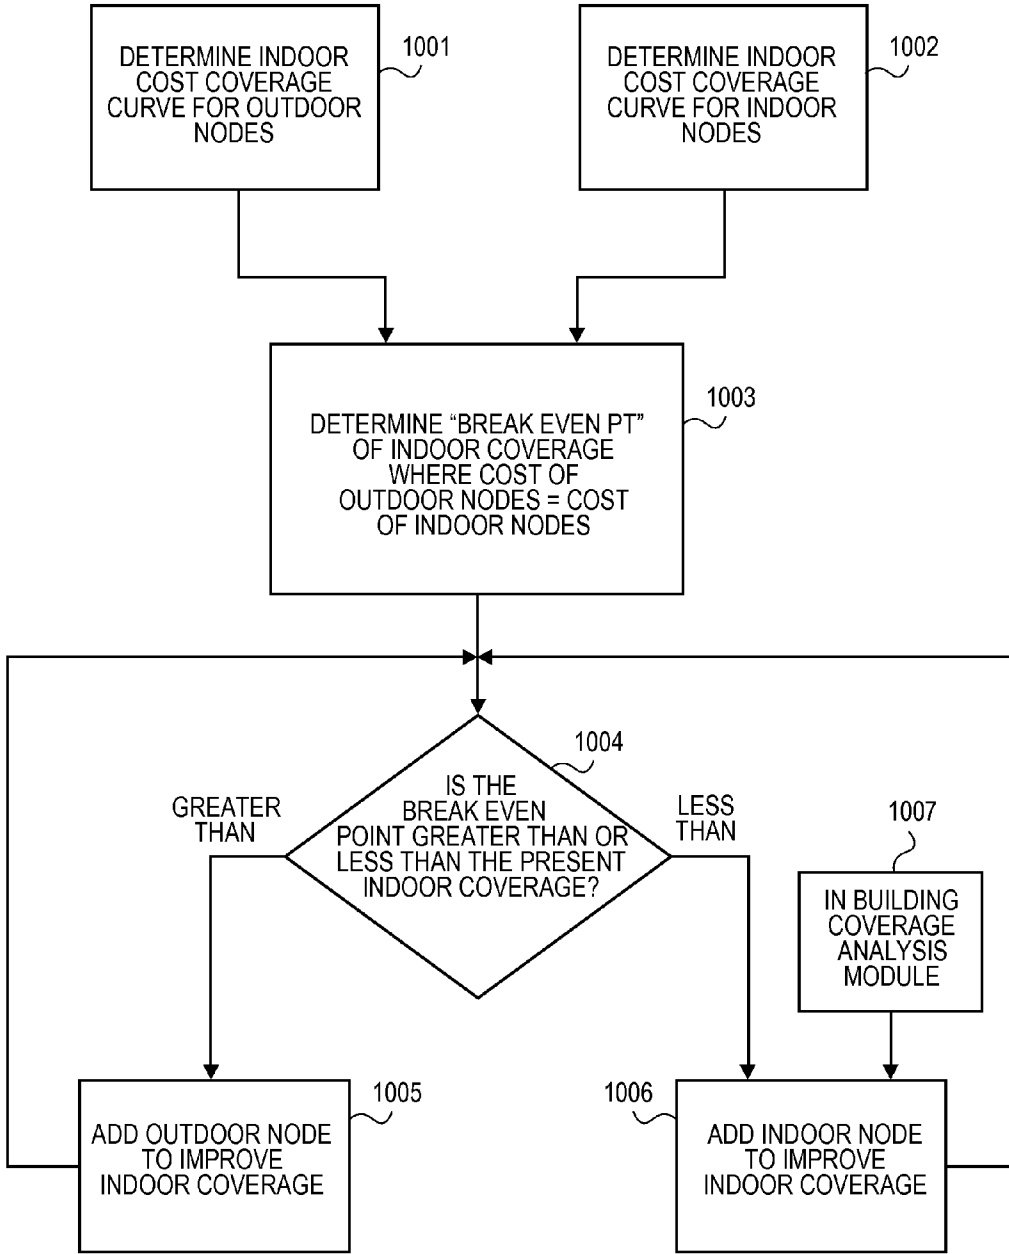 DETERMINE INDOOR
COST COVERAGE
CURVE FOR OUTDOOR
NODES
1001
DETERMINE INDOOR
COST COVERAGE
CURVE FOR INDOOR
NODES
1002
DETERMINE “BREAK EVEN PT”
OF INDOOR COVERAGE
WHERE COST OF
OUTDOOR NODES = COST
OF INDOOR NODES
1003
IS THE
BREAK EVEN
POINT GREATER THAN OR
LESS THAN THE PRESENT
INDOOR COVERAGE?
1004
GREATER
THAN
LESS
THAN
1007
IN BUILDING
COVERAGE
ANALYSIS
MODULE
ADD OUTDOOR NODE
TO IMPROVE
INDOOR COVERAGE
1005
1006
ADD INDOOR NODE
TO IMPROVE
INDOOR COVERAGE